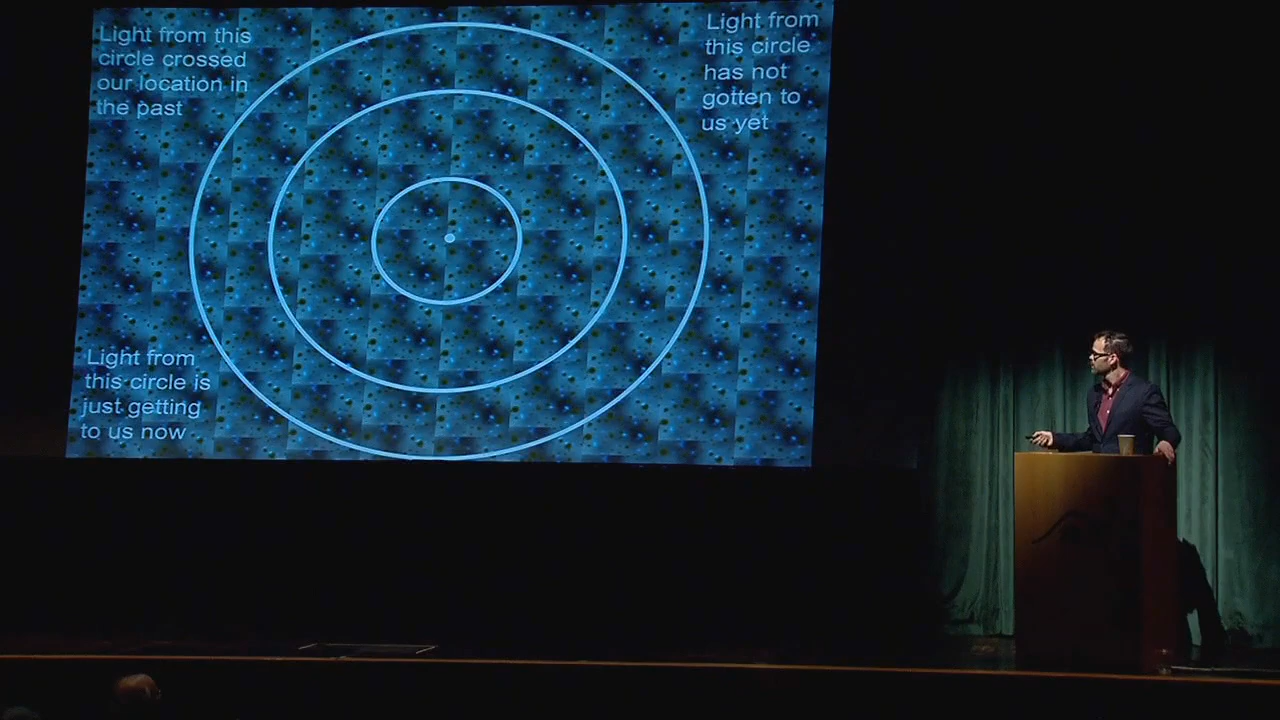 Light from this
circle crossed
our location in
the past
Light from
this circle
has not
gotten to
us yet
Light from
this circle is
just getting
to us now